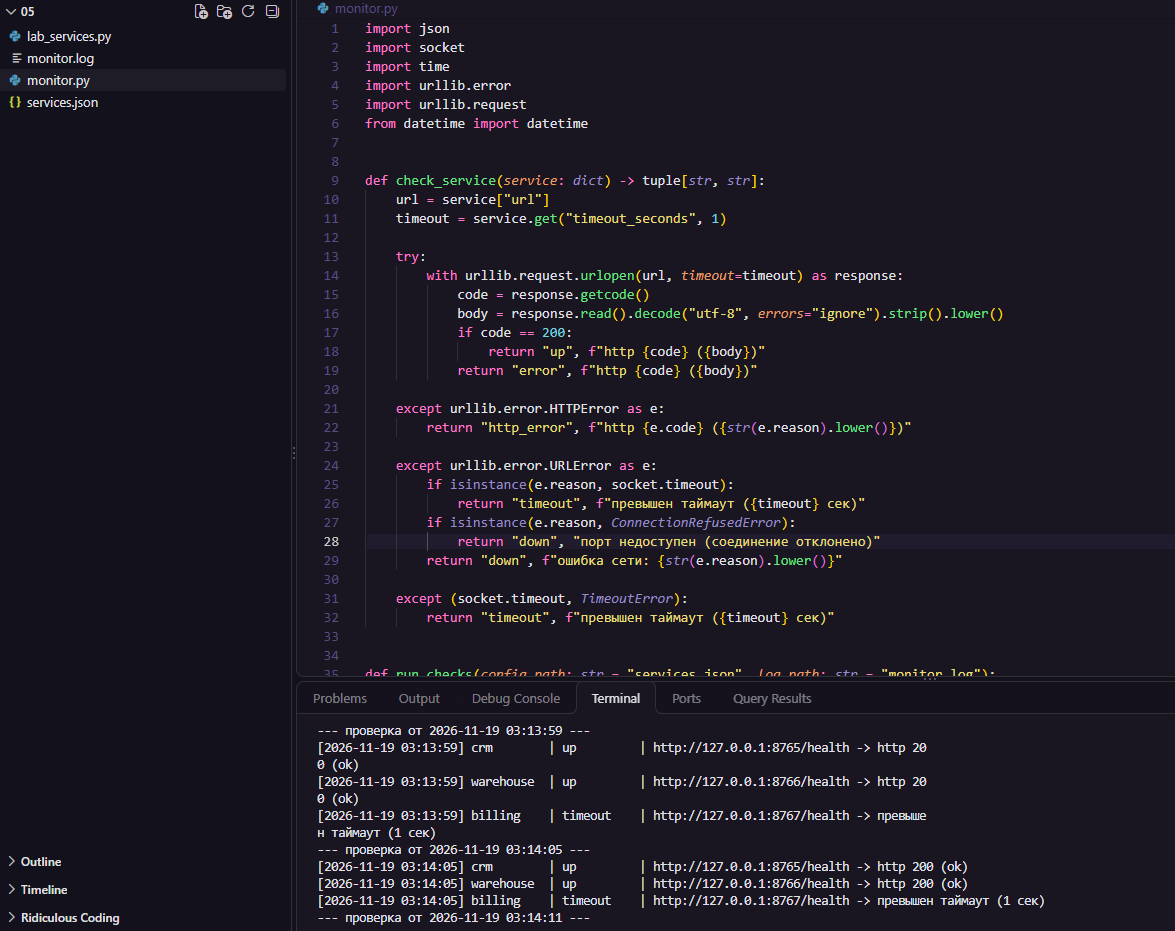 05
lab_services.py
monitor.log
monitor.py
{} services.json
Outline
Timeline
Ridiculous Coding
monitor.py
1 import json
2 import socket
3 import time
4 import urllib.error
5 import urllib.request
6 from datetime import datetime
7
8
9 def check_service(service: dict) -> tuple[str, str]:
10     url = service["url"]
11     timeout = service.get("timeout_seconds", 1)
12
13     try:
14         with urllib.request.urlopen(url, timeout=timeout) as response:
15             code = response.getcode()
16             body = response.read().decode("utf-8", errors="ignore").strip().lower()
17             if code == 200:
18                 return "up", f"http {code} ({body})"
19             return "error", f"http {code} ({body})"
20
21     except urllib.error.HTTPError as e:
22         return "http_error", f"http {e.code} ({str(e.reason).lower()})"
23
24     except urllib.error.URLError as e:
25         if isinstance(e.reason, socket.timeout):
26             return "timeout", f"превышен таймаут ({timeout} сек)"
27         if isinstance(e.reason, ConnectionRefusedError):
28             return "down", "порт недоступен (соединение отклонено)"
29         return "down", f"ошибка сети: {str(e.reason).lower()}"
30
31     except (socket.timeout, TimeoutError):
32         return "timeout", f"превышен таймаут ({timeout} сек)"
33
34
35 def run_checks(config_path: str = "services.json", log_path: str = "monitor.log"):
Problems Output Debug Console Terminal Ports Query Results
--- проверка от 2026-11-19 03:13:59 ---
[2026-11-19 03:13:59] crm        | up         | http://127.0.0.1:8765/health -> http 20
0 (ok)
[2026-11-19 03:13:59] warehouse  | up         | http://127.0.0.1:8766/health -> http 20
0 (ok)
[2026-11-19 03:13:59] billing    | timeout    | http://127.0.0.1:8767/health -> превыше
н таймаут (1 сек)
--- проверка от 2026-11-19 03:14:05 ---
[2026-11-19 03:14:05] crm        | up         | http://127.0.0.1:8765/health -> http 200 (ok)
[2026-11-19 03:14:05] warehouse  | up         | http://127.0.0.1:8766/health -> http 200 (ok)
[2026-11-19 03:14:05] billing    | timeout    | http://127.0.0.1:8767/health -> превышен таймаут (1 сек)
--- проверка от 2026-11-19 03:14:11 ---